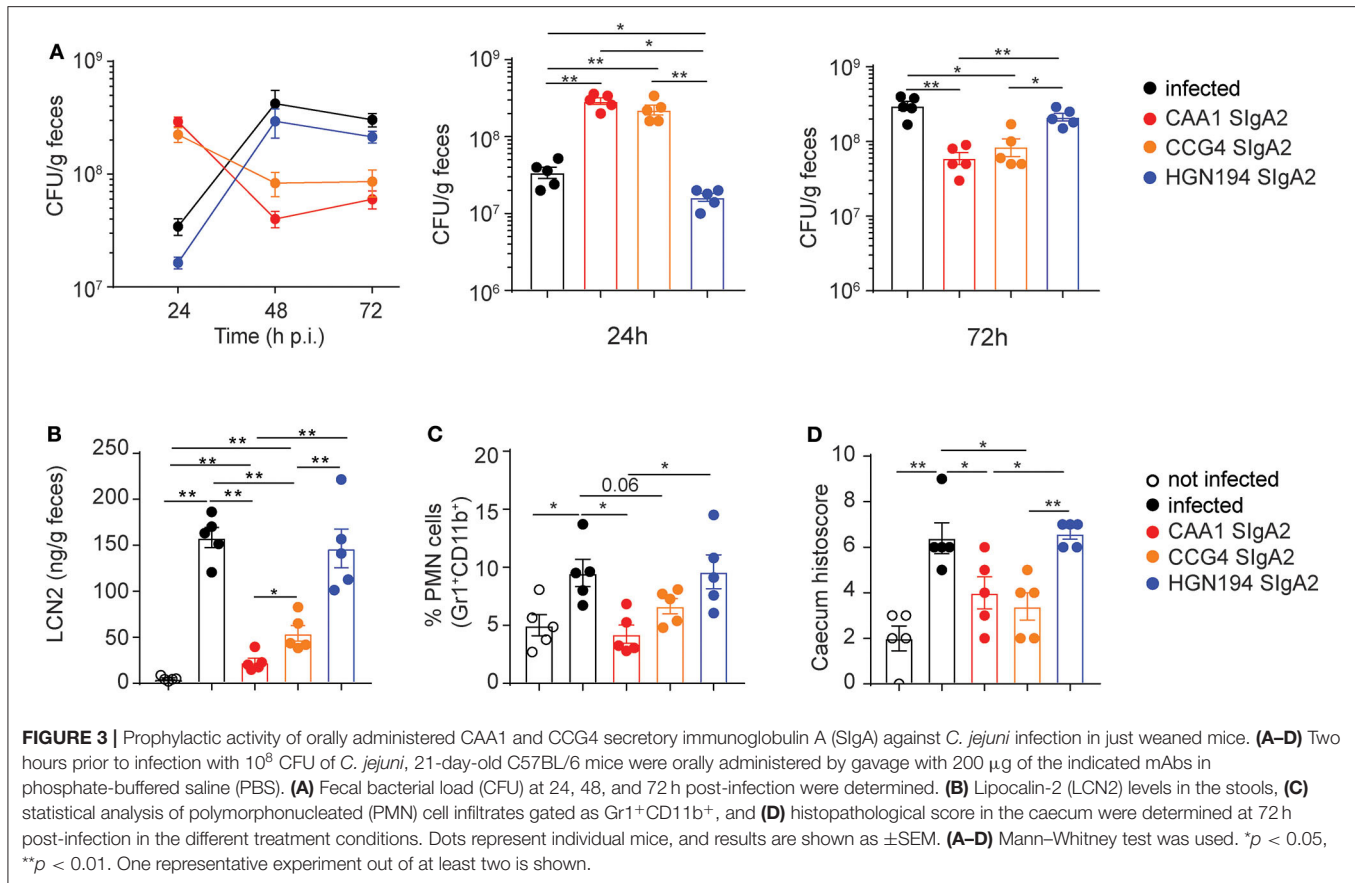 A
10⁹
10⁸
10⁷
CFU/g feces
24
48
72
Time (h p.i.)
10⁹
10⁸
10⁷
10⁶
CFU/g feces
*
*
**
**
**
24h
10⁹
10⁸
10⁷
10⁶
CFU/g feces
**
*
**
*
72h
infected
CAA1 SIgA2
CCG4 SIgA2
HGN194 SIgA2
B
250
200
150
100
50
0
LCN2 (ng/g feces)
**
**
**
**
**
**
**
*
C
20
15
10
5
0
% PMN cells
(Gr1⁺CD11b⁺)
*
0.06
*
*
D
10
8
6
4
2
0
Caecum histoscore
*
**
*
*
**
not infected
infected
CAA1 SIgA2
CCG4 SIgA2
HGN194 SIgA2
FIGURE 3 | Prophylactic activity of orally administered CAA1 and CCG4 secretory immunoglobulin A (SIgA) against C. jejuni infection in just weaned mice. (A–D) Two
hours prior to infection with 10⁸ CFU of C. jejuni, 21-day-old C57BL/6 mice were orally administered by gavage with 200 μg of the indicated mAbs in
phosphate-buffered saline (PBS). (A) Fecal bacterial load (CFU) at 24, 48, and 72 h post-infection were determined. (B) Lipocalin-2 (LCN2) levels in the stools, (C)
statistical analysis of polymorphonucleated (PMN) cell infiltrates gated as Gr1⁺CD11b⁺, and (D) histopathological score in the caecum were determined at 72 h
post-infection in the different treatment conditions. Dots represent individual mice, and results are shown as ±SEM. (A–D) Mann–Whitney test was used. *p < 0.05,
**p < 0.01. One representative experiment out of at least two is shown.